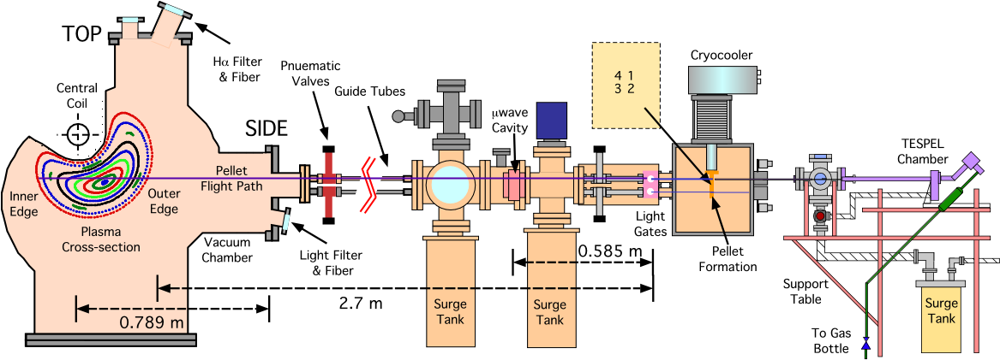 TOP
Hα Filter
& Fiber
Central
Coil
SIDE
Pnuematic
Valves
Guide Tubes
μwave
Cavity
4 1
3 2
Cryocooler
TESPEL
Chamber
Pellet
Flight Path
Inner
Edge
Outer
Edge
Plasma
Cross-section
Vacuum
Chamber
Light Filter
& Fiber
Light
Gates
Pellet
Formation
0.585 m
2.7 m
0.789 m
Surge
Tank
Surge
Tank
Support
Table
Surge
Tank
To Gas
Bottle